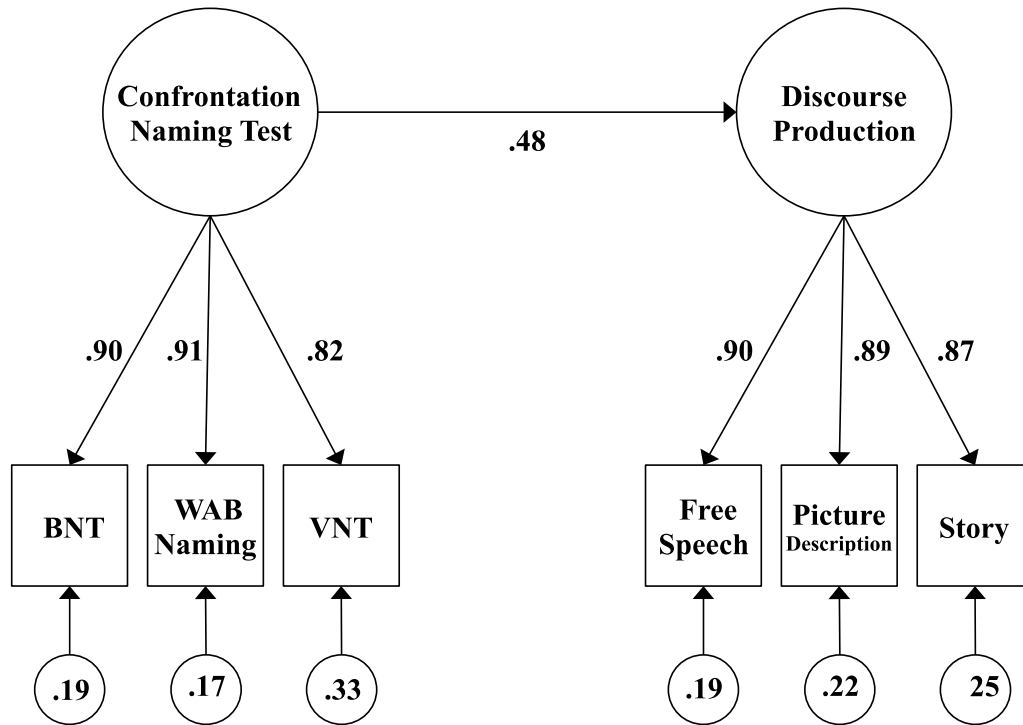 Confrontation
Naming Test
Discourse
Production
.48
.90
.91
.82
.90
.89
.87
BNT
WAB
Naming
VNT
Free
Speech
Picture
Description
Story
.19
.17
.33
.19
.22
25